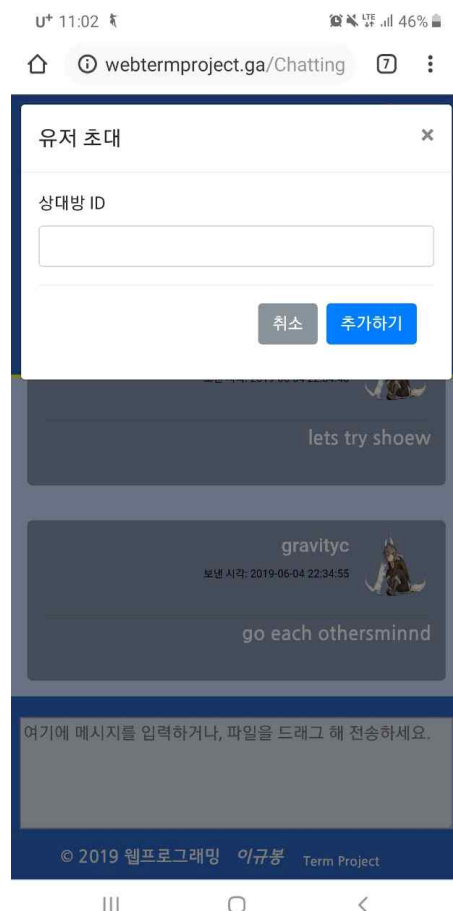 U+ 11:02 LTE 46%
webtermproject.ga/Chatting 7
유저 초대 ×
상대방 ID
취소 추가하기
lets try shoew
gravityc
보낸 시각: 2019-06-04 22:34:55
go each othersminnd
여기에 메시지를 입력하거나, 파일을 드래그 해 전송하세요.
© 2019 웹프로그래밍 이규봉 Term Project